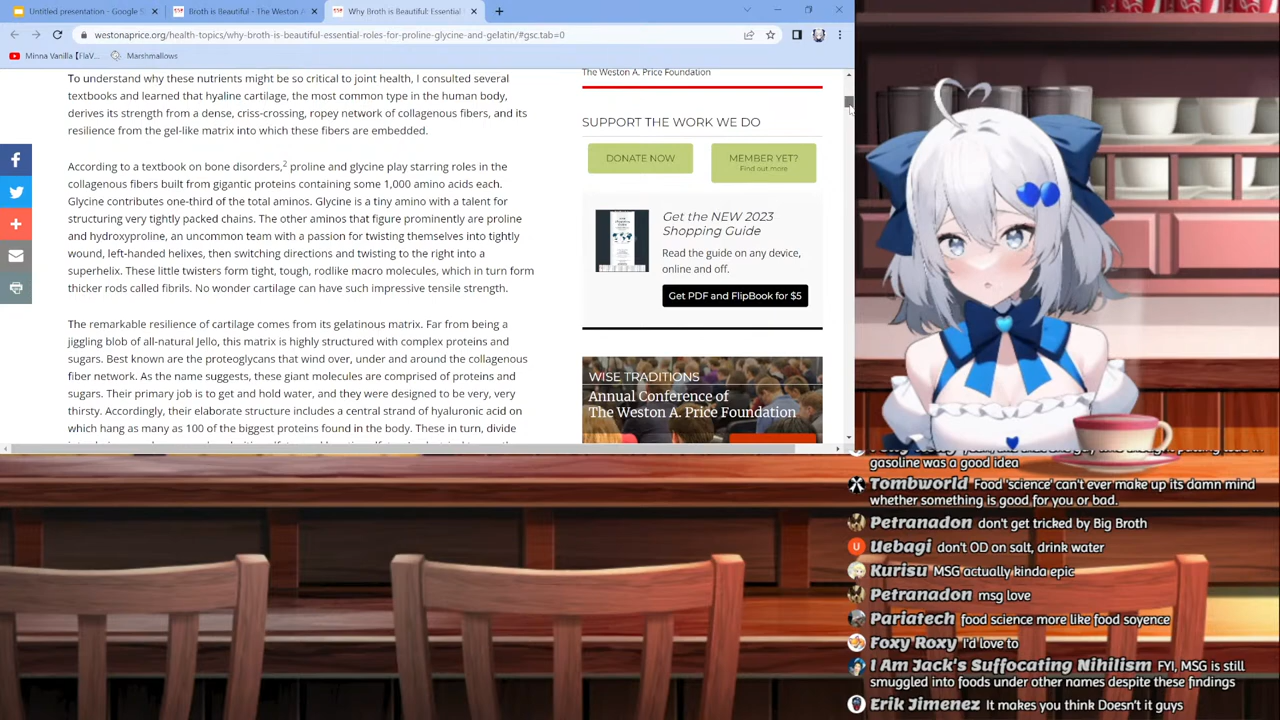 Untitled presentation - Google S
Broth is Beautiful - The Weston A
Why Broth is Beautiful: Essential
westonaprice.org/health-topics/why-broth-is-beautiful-essential-roles-for-proline-glycine-and-gelatin/#gsc.tab=0
Minna Vanilla【FlaV...
Marshmallows
To understand why these nutrients might be so critical to joint health, I consulted several
textbooks and learned that hyaline cartilage, the most common type in the human body,
derives its strength from a dense, criss-crossing, ropey network of collagenous fibers, and its
resilience from the gel-like matrix into which these fibers are embedded.
According to a textbook on bone disorders,2 proline and glycine play starring roles in the
collagenous fibers built from gigantic proteins containing some 1,000 amino acids each.
Glycine contributes one-third of the total aminos. Glycine is a tiny amino with a talent for
structuring very tightly packed chains. The other aminos that figure prominently are proline
and hydroxyproline, an uncommon team with a passion for twisting themselves into tightly
wound, left-handed helixes, then switching directions and twisting to the right into a
superhelix. These little twisters form tight, tough, rodlike macro molecules, which in turn form
thicker rods called fibrils. No wonder cartilage can have such impressive tensile strength.
The remarkable resilience of cartilage comes from its gelatinous matrix. Far from being a
jiggling blob of all-natural Jello, this matrix is highly structured with complex proteins and
sugars. Best known are the proteoglycans that wind over, under and around the collagenous
fiber network. As the name suggests, these giant molecules are comprised of proteins and
sugars. Their primary job is to get and hold water, and they were designed to be very, very
thirsty. Accordingly, their elaborate structure includes a central strand of hyaluronic acid on
which hang as many as 100 of the biggest proteins found in the body. These in turn, divide
The Weston A. Price Foundation
SUPPORT THE WORK WE DO
DONATE NOW
MEMBER YET?
Find out more
Get the NEW 2023
Shopping Guide
Read the guide on any device,
online and off.
Get PDF and FlipBook for $5
WISE TRADITIONS
Annual Conference of
The Weston A. Price Foundation
gasoline was a good idea
Tombworld Food 'science' can't ever make up its damn mind
whether something is good for you or bad.
Petranadon don't get tricked by Big Broth
Uebagi don't OD on salt, drink water
Kurisu MSG actually kinda epic
Petranadon msg love
Pariatech food science more like food soyence
Foxy Roxy I'd love to
I Am Jack's Suffocating Nihilism FYI, MSG is still
smuggled into foods under other names despite these findings
Erik Jimenez It makes you think Doesn't it guys